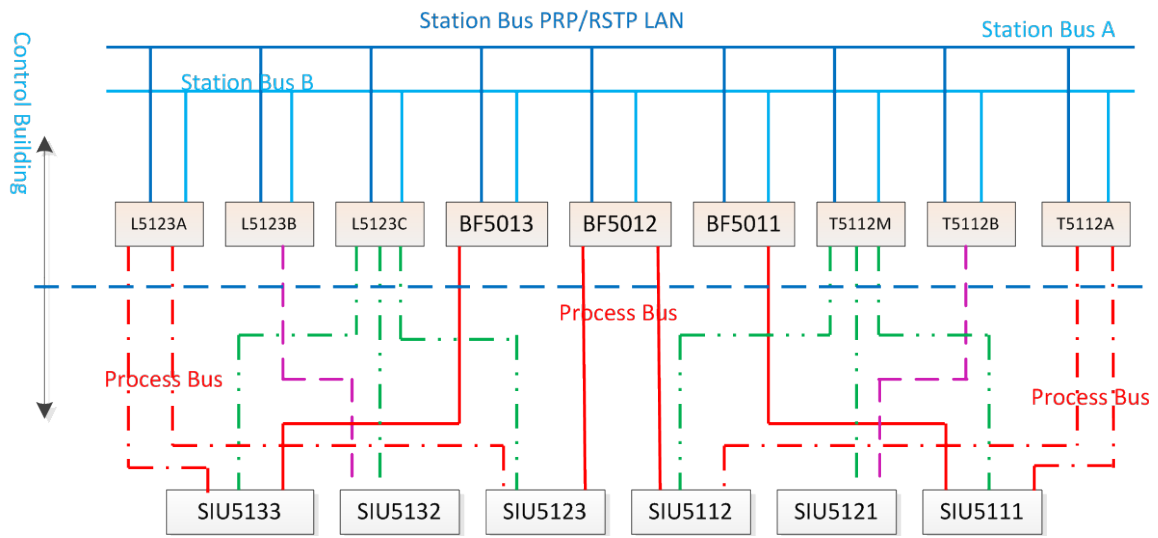 Station Bus PRP/RSTP LAN
Station Bus A
Station Bus B
Control Building
L5123A
L5123B
L5123C
BF5013
BF5012
BF5011
T5112M
T5112B
T5112A
Process Bus
Process Bus
Process Bus
SIU5133
SIU5132
SIU5123
SIU5112
SIU5121
SIU5111